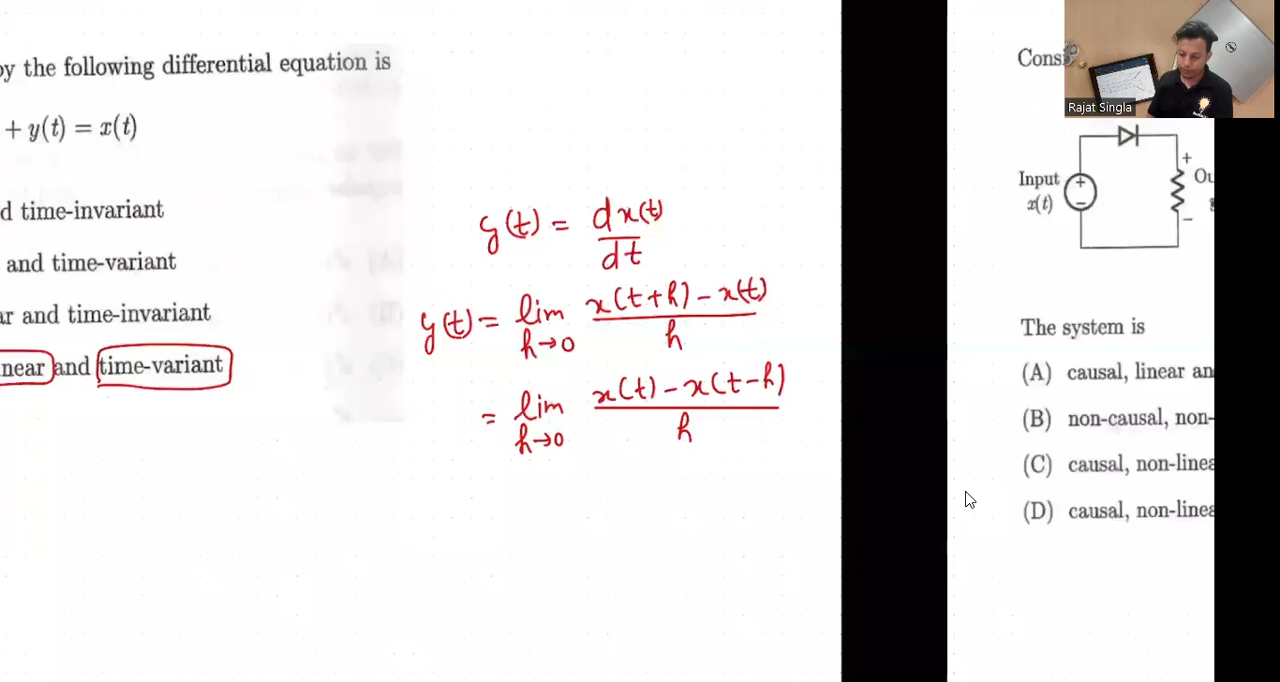 by the following differential equation is
+ y(t) = x(t)
d time-invariant
and time-variant
ar and time-invariant
near and time-variant
y(t) = dx(t)/dt
y(t) = lim h→0 x(t+h) - x(t) / h
= lim h→0 x(t) - x(t-h) / h
Rajat Singla
Input
x(t)
+
-
+
-
The system is
(A) causal, linear an
(B) non-causal, non-
(C) causal, non-linea
(D) causal, non-linea